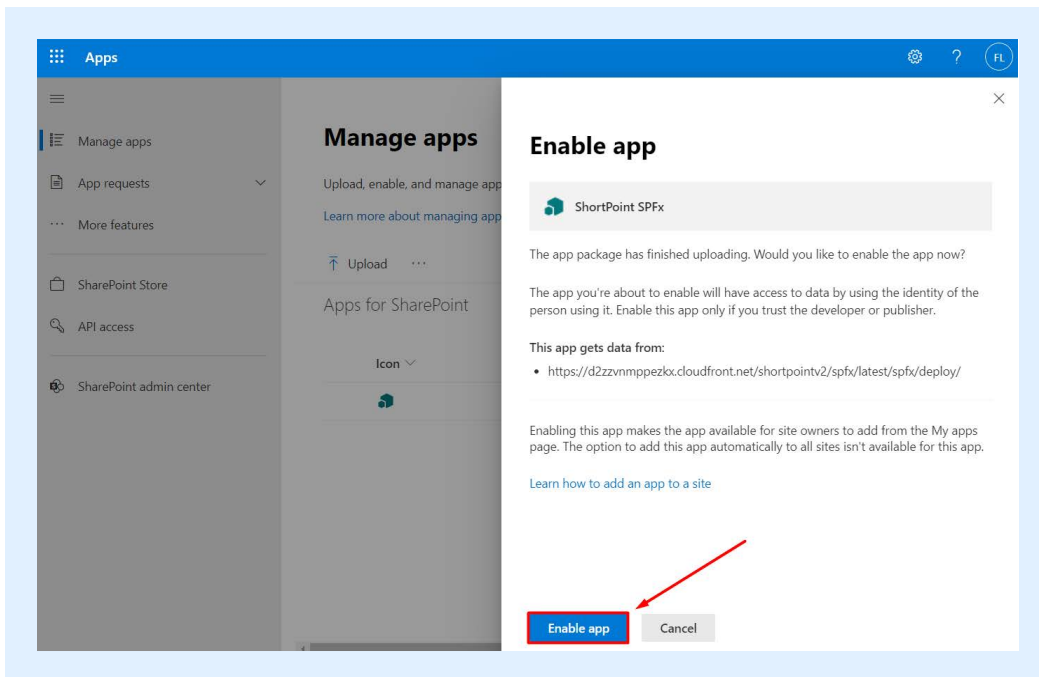 Apps
FL
Manage apps
App requests
More features
SharePoint Store
API access
SharePoint admin center
Manage apps
Upload, enable, and manage app
Learn more about managing app
Upload
Apps for SharePoint
Icon
Enable app
ShortPoint SPFx
The app package has finished uploading. Would you like to enable the app now?
The app you're about to enable will have access to data by using the identity of the
person using it. Enable this app only if you trust the developer or publisher.
This app gets data from:
• https://d2zzvnmppezkx.cloudfront.net/shortpointv2/spfx/latest/spfx/deploy/
Enabling this app makes the app available for site owners to add from the My apps
page. The option to add this app automatically to all sites isn't available for this app.
Learn how to add an app to a site
Enable app
Cancel